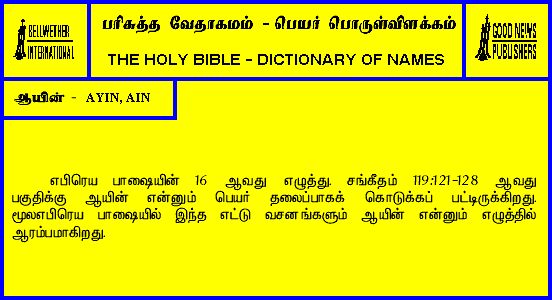 BELLWETHER
INTERNATIONAL
பரிசுத்த வேதாகமம் - பெயர் பொருள்விளக்கம்
THE HOLY BIBLE - DICTIONARY OF NAMES
GOOD NEWS
PUBLISHERS
ஆயின் - AYIN, AIN
எபிரெய பாஷையின் 16 ஆவது எழுத்து. சங்கீதம் 119:121-128 ஆவது
பகுதிக்கு ஆயின் என்னும் பெயர் தலைப்பாகக் கொடுக்கப் பட்டிருக்கிறது.
மூலஎபிரெய பாஷையில் இந்த எட்டு வசனங்களும் ஆயின் என்னும் எழுத்தில்
ஆரம்பமாகிறது.